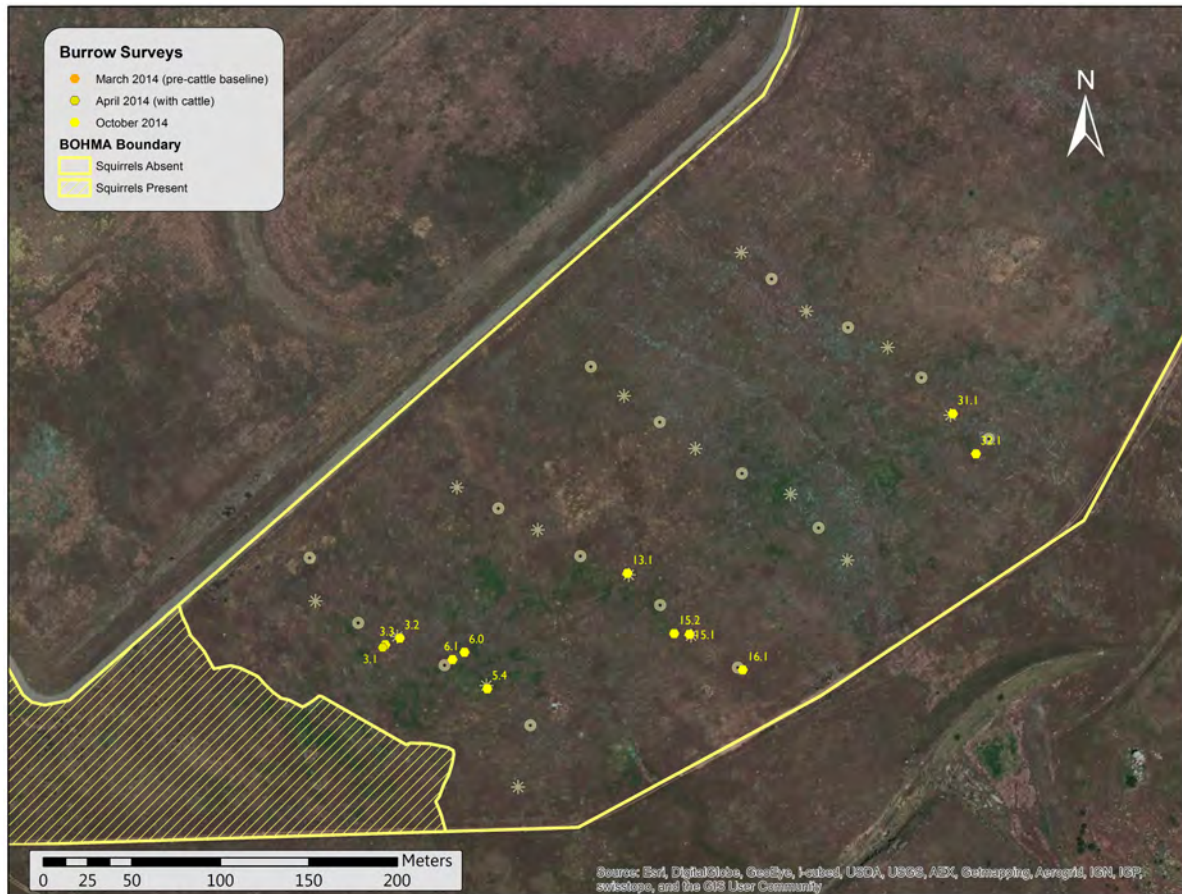 Burrow Surveys
March 2014 (pre-cattle baseline)
April 2014 (with cattle)
October 2014
BOHMA Boundary
Squirrels Absent
Squirrels Present
N
31.1
32.1
13.1
15.2
15.1
16.1
3.3
3.2
3.1
6.0
6.1
5.4
Meters
0 25 50 100 150 200
Source: Esri, DigitalGlobe, GeoEye, i-cubed, USDA, USGS, AEX, Getmapping, Aerogrid, IGN, IGP,
swisstopo, and the GIS User Community